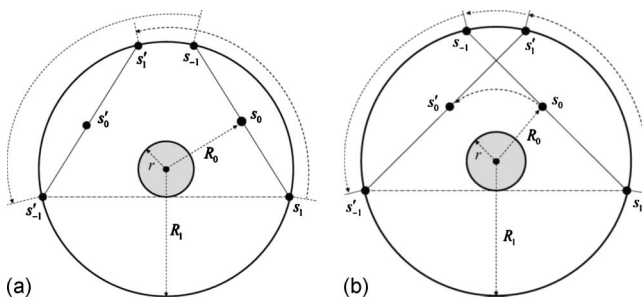 s′₁ s₋₁
s′₀ s₀
r R₀
s′₋₁ s₁
R₁
(a)
s₋₁ s′₁
s′₀ s₀
r R₀
s′₋₁ s₁
R₁
(b)